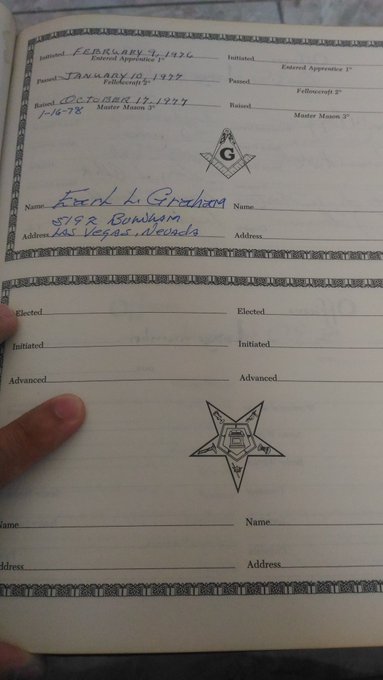 Initiated FEBRUARY 9, 1976
Entered Apprentice 1°
Passed JANUARY 10, 1977
Fellowcraft 2°
Raised OCTOBER 17, 1977
1-16-78 Master Mason 3°
Initiated
Entered Apprentice 1°
Passed
Fellowcraft 2°
Raised
Master Mason 3°
G
Name Earl L. Graham
5192 BURNHAM
Address LAS VEGAS, NEVADA
Name
Address
Elected
Initiated
Advanced
Elected
Initiated
Advanced
Name
Address
Name
Address